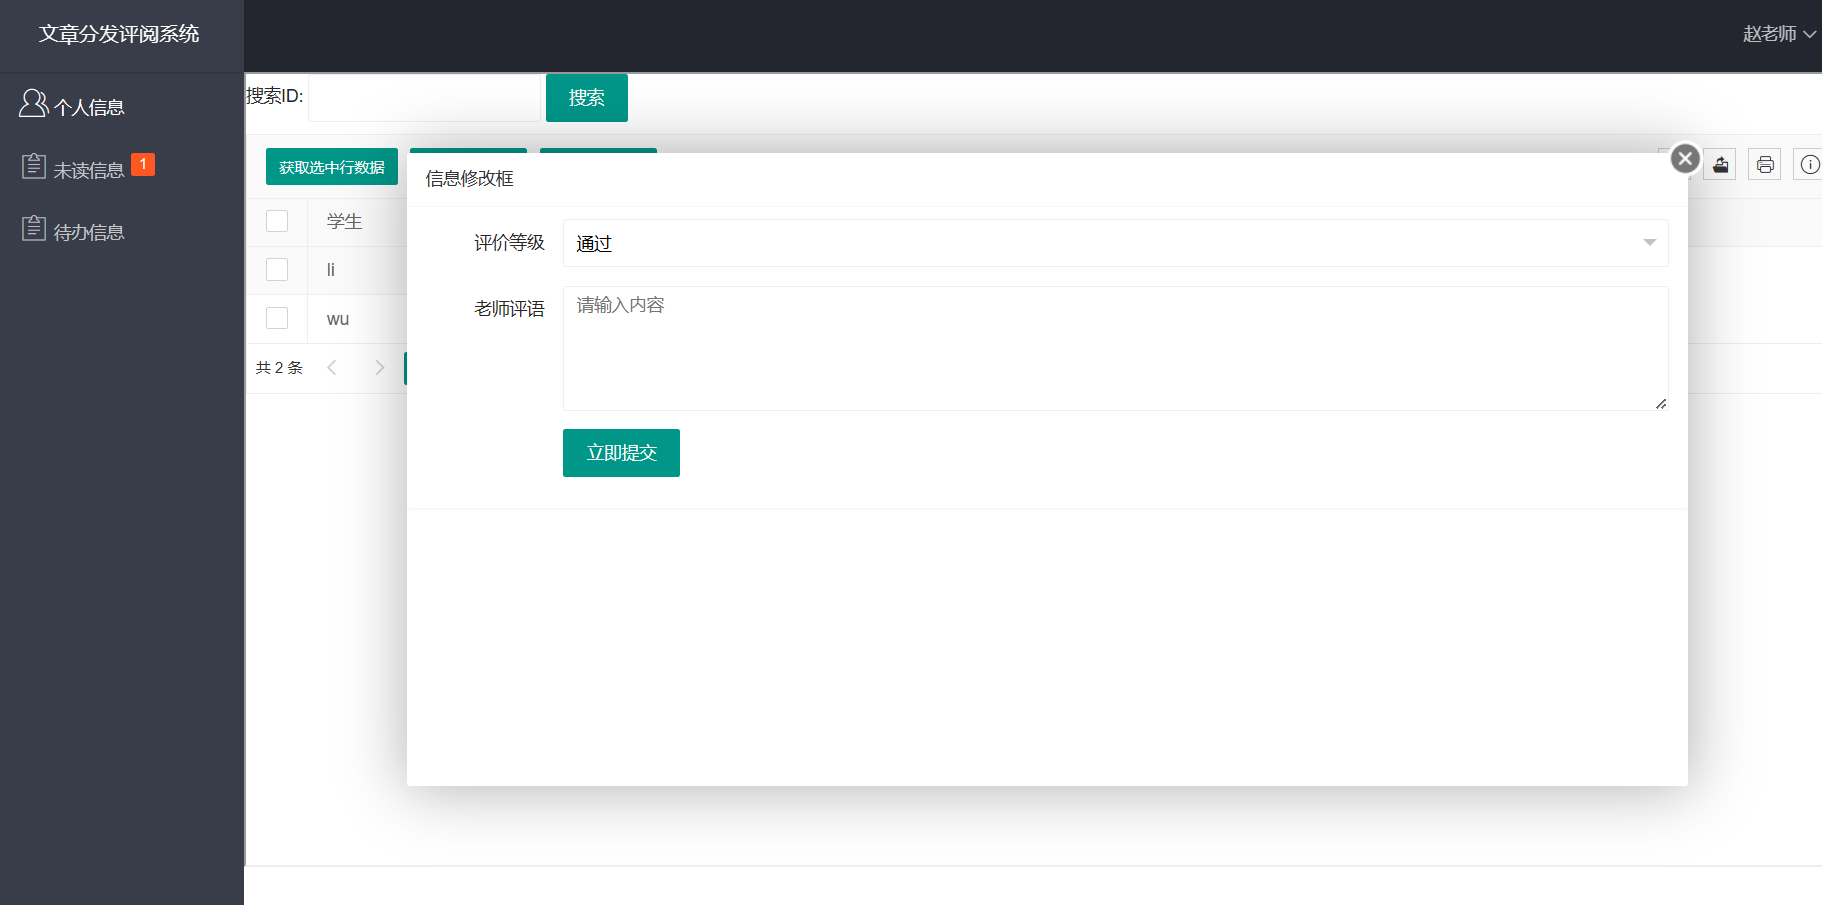 文章分发评阅系统
赵老师
个人信息
未读信息 1
待办信息
搜索ID:
搜索
获取选中行数据
学生
li
wu
共 2 条
信息修改框
评价等级
通过
老师评语
请输入内容
立即提交